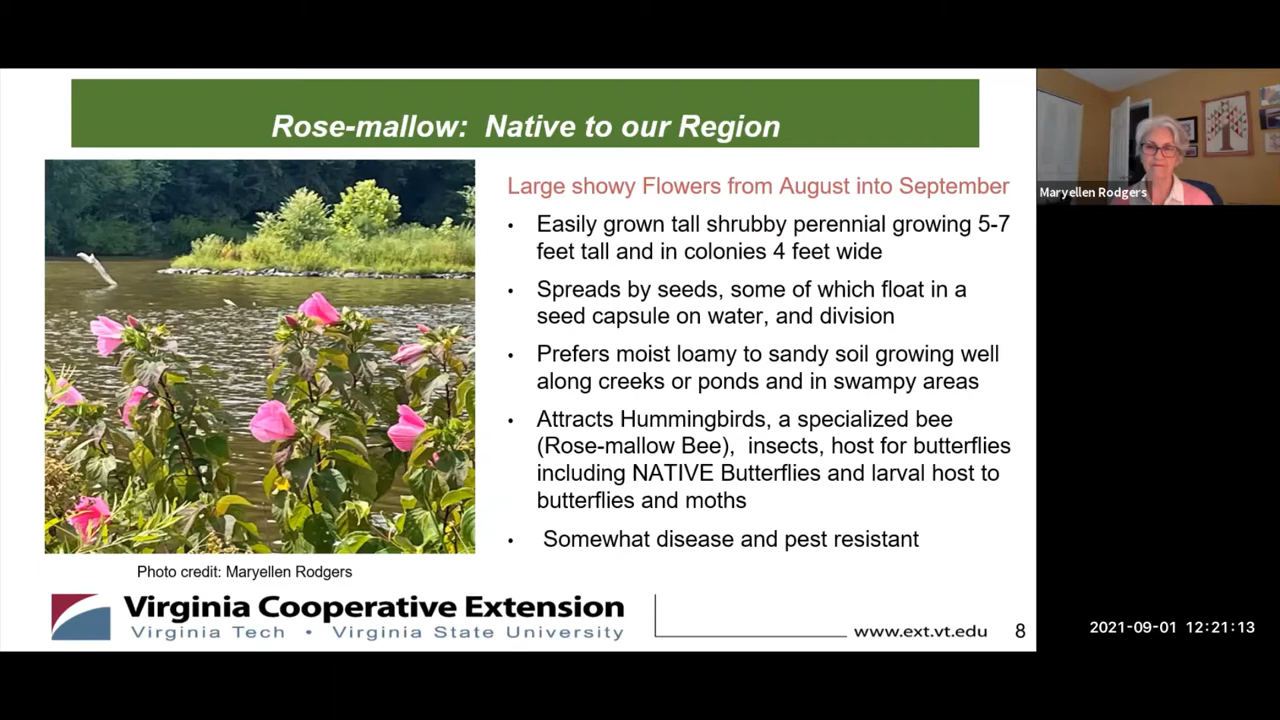 Rose-mallow: Native to our Region
Large showy Flowers from August into September
• Easily grown tall shrubby perennial growing 5-7
feet tall and in colonies 4 feet wide
• Spreads by seeds, some of which float in a
seed capsule on water, and division
• Prefers moist loamy to sandy soil growing well
along creeks or ponds and in swampy areas
• Attracts Hummingbirds, a specialized bee
(Rose-mallow Bee), insects, host for butterflies
including NATIVE Butterflies and larval host to
butterflies and moths
• Somewhat disease and pest resistant
Photo credit: Maryellen Rodgers
Virginia Cooperative Extension
Virginia Tech • Virginia State University
www.ext.vt.edu
8
Maryellen Rodgers
2021-09-01 12:21:13